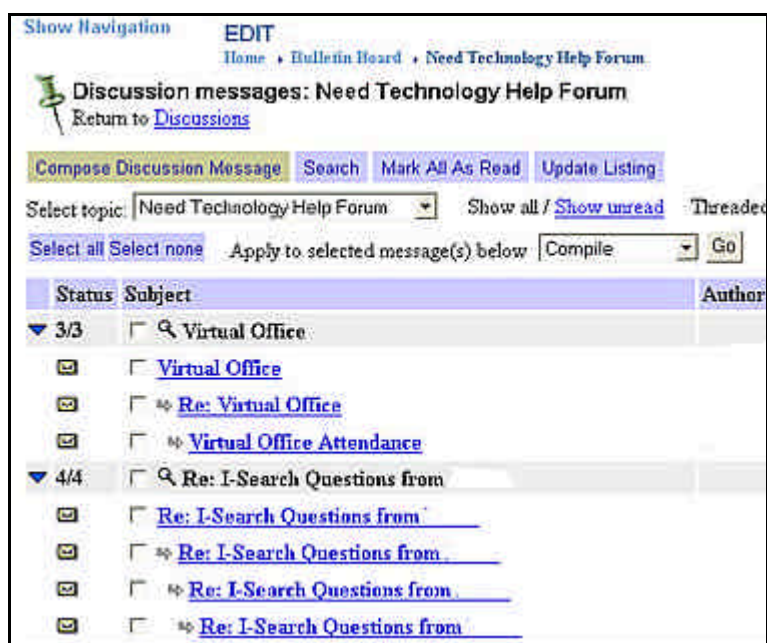 Show Navigation
EDIT
Home › Bulletin Board › Need Technology Help Forum
Discussion messages: Need Technology Help Forum
Return to Discussions
Compose Discussion Message Search Mark All As Read Update Listing
Select topic: Need Technology Help Forum Show all / Show unread Threaded
Select all Select none Apply to selected message(s) below Compile Go
Status Subject Author
3/3 Virtual Office
Virtual Office
Re: Virtual Office
Virtual Office Attendance
4/4 Re: I-Search Questions from
Re: I-Search Questions from
Re: I-Search Questions from
Re: I-Search Questions from
Re: I-Search Questions from